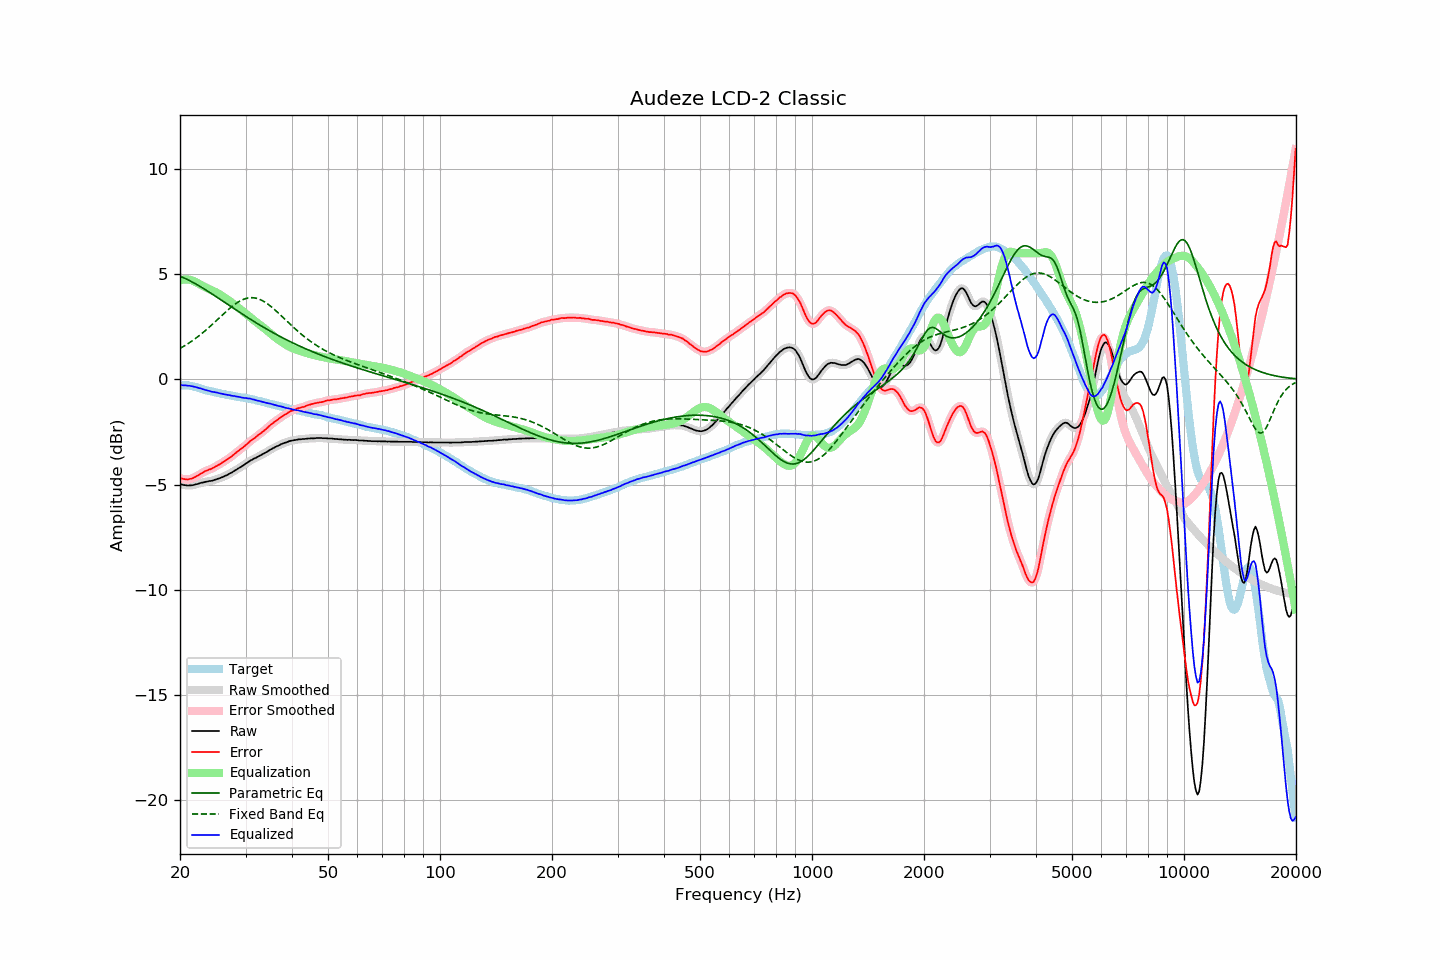 Audeze LCD-2 Classic
Amplitude (dBr)
10
5
0
−5
−10
−15
−20
Target
Raw Smoothed
Error Smoothed
Raw
Error
Equalization
Parametric Eq
Fixed Band Eq
Equalized
20 50 100 200 500 1000 2000 5000 10000 20000
Frequency (Hz)